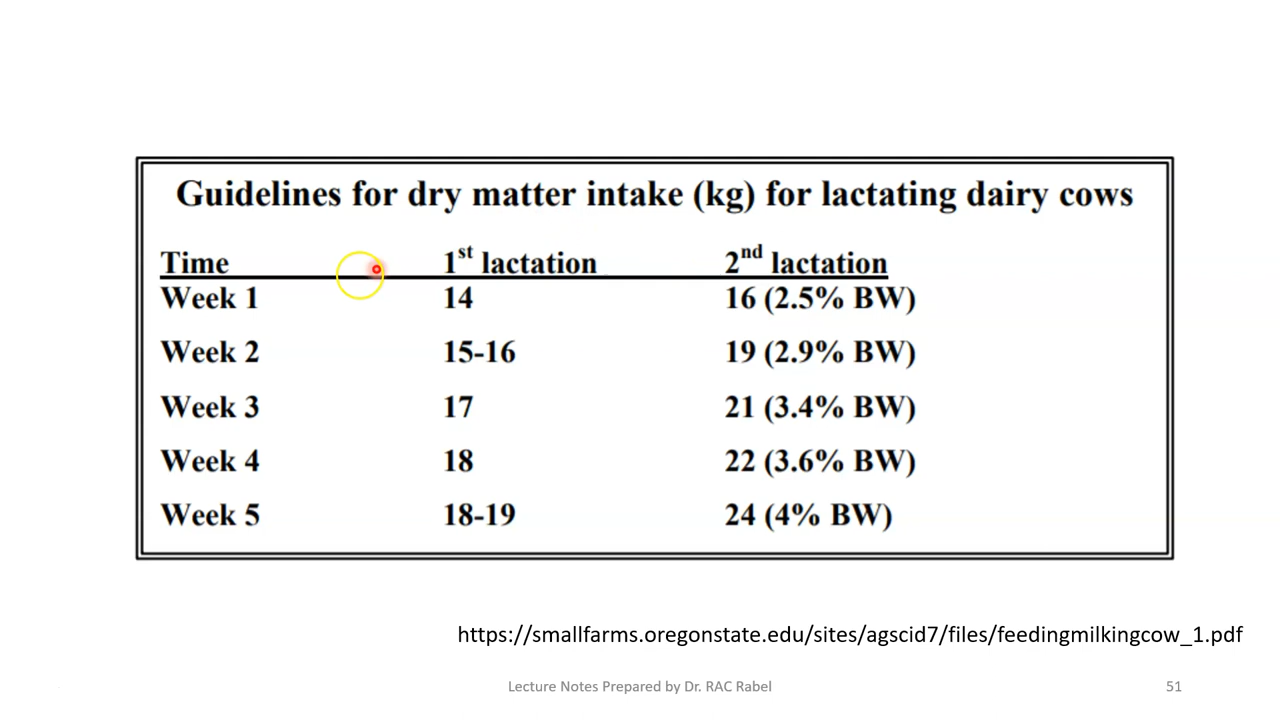 Guidelines for dry matter intake (kg) for lactating dairy cows
Time 1st lactation 2nd lactation
Week 1 14 16 (2.5% BW)
Week 2 15-16 19 (2.9% BW)
Week 3 17 21 (3.4% BW)
Week 4 18 22 (3.6% BW)
Week 5 18-19 24 (4% BW)
https://smallfarms.oregonstate.edu/sites/agscid7/files/feedingmilkingcow_1.pdf
Lecture Notes Prepared by Dr. RAC Rabel 51